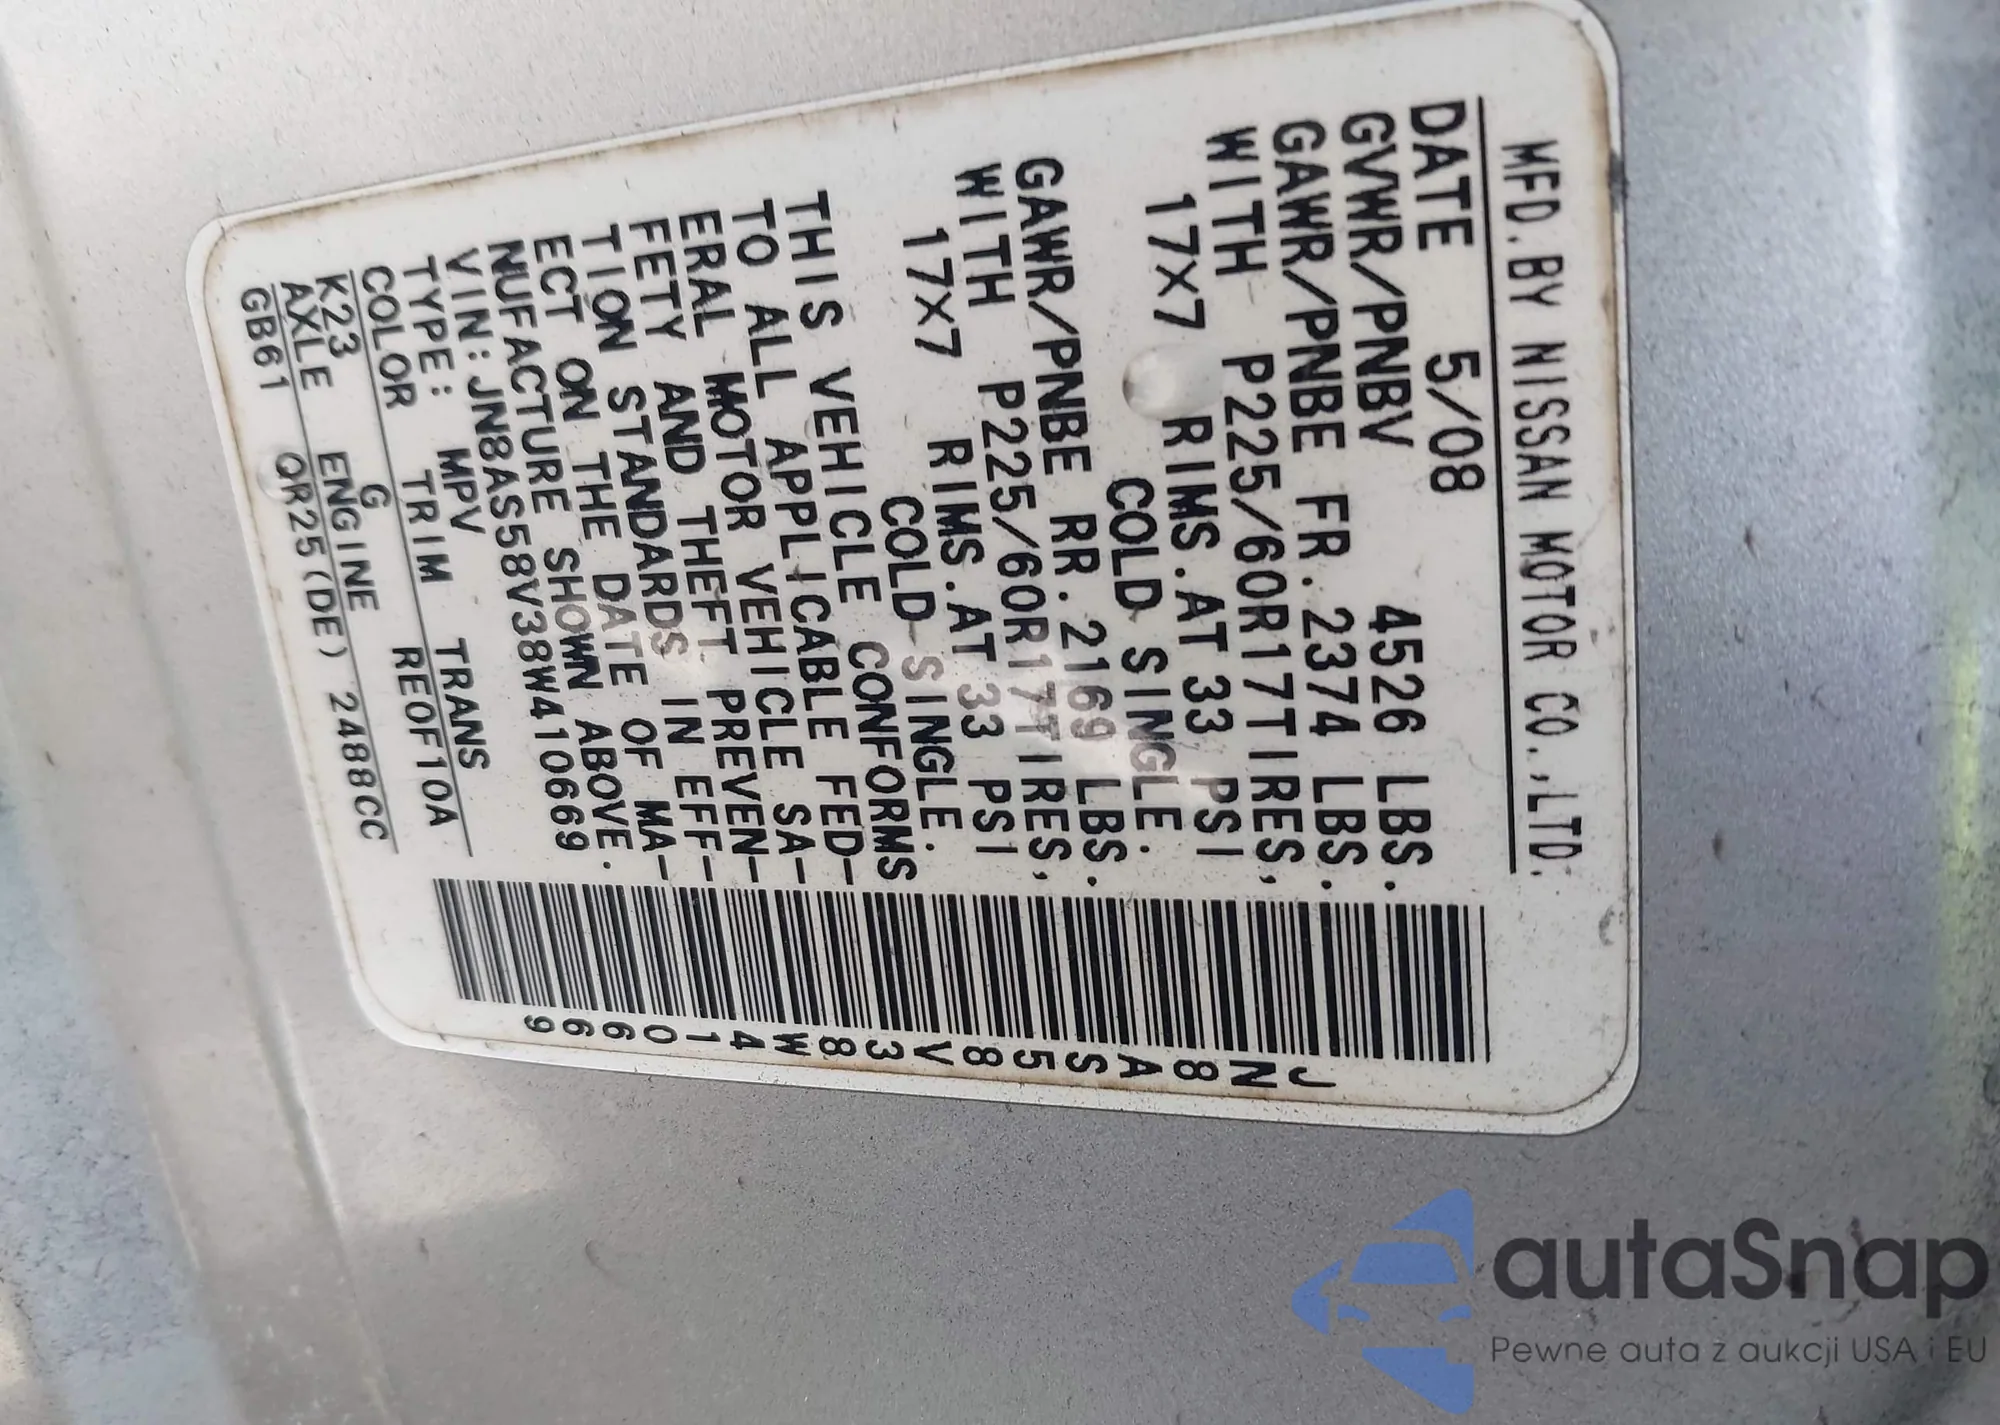 MFD.BY NISSAN MOTOR CO.,LTD.
DATE 5/08
GVWR/PNBV 4526 LBS.
GAWR/PNBE FR.2374 LBS.
WITH P225/60R17TIRES,
17×7 RIMS.AT 33 PSI
COLD SINGLE.
GAWR/PNBE RR.2169 LBS.
WITH P225/60R17TIRES,
17×7 RIMS.AT 33 PSI
COLD SINGLE.
THIS VEHICLE CONFORMS
TO ALL APPLICABLE FED-
ERAL MOTOR VEHICLE SA-
FETY AND THEFT PREVEN-
TION STANDARDS IN EFF-
ECT ON THE DATE OF MA-
NUFACTURE SHOWN ABOVE.
VIN:JN8AS58V38W410669
TYPE: MPV
COLOR TRIM TRANS
K23 G RE0F10A
AXLE ENGINE
GB61 QR25(DE) 2488CC
JN8AS58V38W410669
autaSnap
Pewne auta z aukcji USA i EU